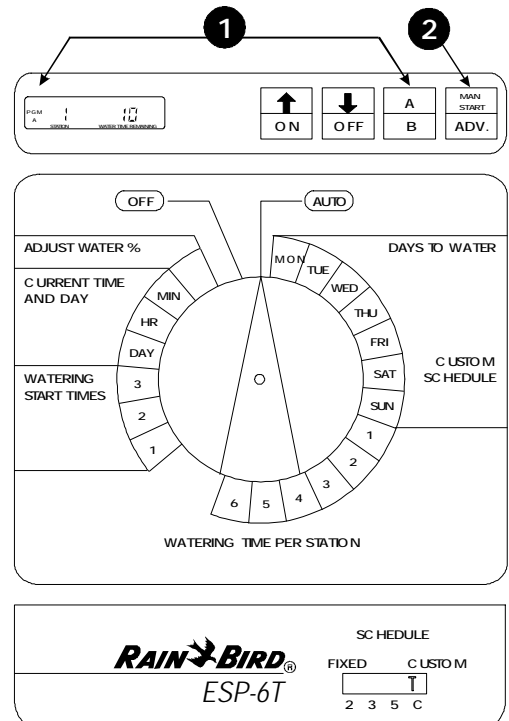 1 2
PGM
A
1
STATION
10
WATER TIME REMAINING
ON
OFF
A
B
MAN
START
ADV.
OFF
AUTO
ADJUST WATER %
DAYS TO WATER
CURRENT TIME
AND DAY
MIN
HR
DAY
WATERING
START TIMES
3
2
1
MON
TUE
WED
THU
FRI
SAT
SUN
CUSTOM
SCHEDULE
1
2
3
4
5
6
WATERING TIME PER STATION
RAIN BIRD®
ESP-6T
SCHEDULE
FIXED CUSTOM
2 3 5 C